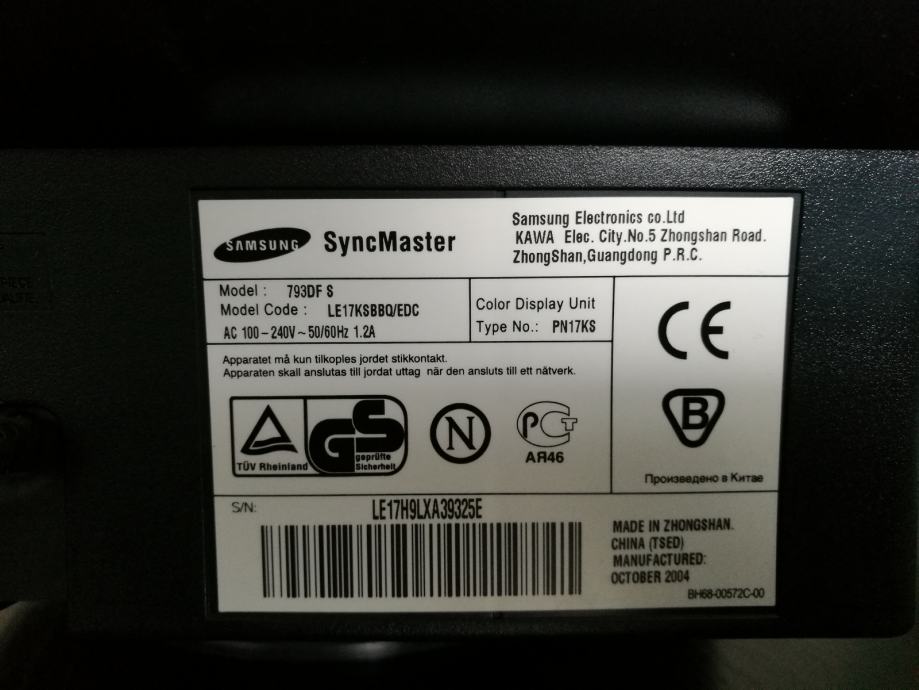 SAMSUNG SyncMaster
Samsung Electronics co.Ltd
KAWA Elec. City.No.5 Zhongshan Road.
ZhongShan,Guangdong P.R.C.
Model : 793DF S
Model Code : LE17KSBBQ/EDC
AC 100-240V~50/60Hz 1.2A
Color Display Unit
Type No.: PN17KS
CE
Apparatet må kun tilkoples jordet stikkontakt.
Apparaten skall anslutas till jordat uttag när den ansluts till ett nätverk.
TÜV Rheinland
GS
geprüfte
Sicherheit
N
РСТ
АЯ46
B
Произведено в Китае
S/N: LE17H9LXA39325E
MADE IN ZHONGSHAN.
CHINA (TSED)
MANUFACTURED:
OCTOBER 2004
BH68-00572C-00
PIECE